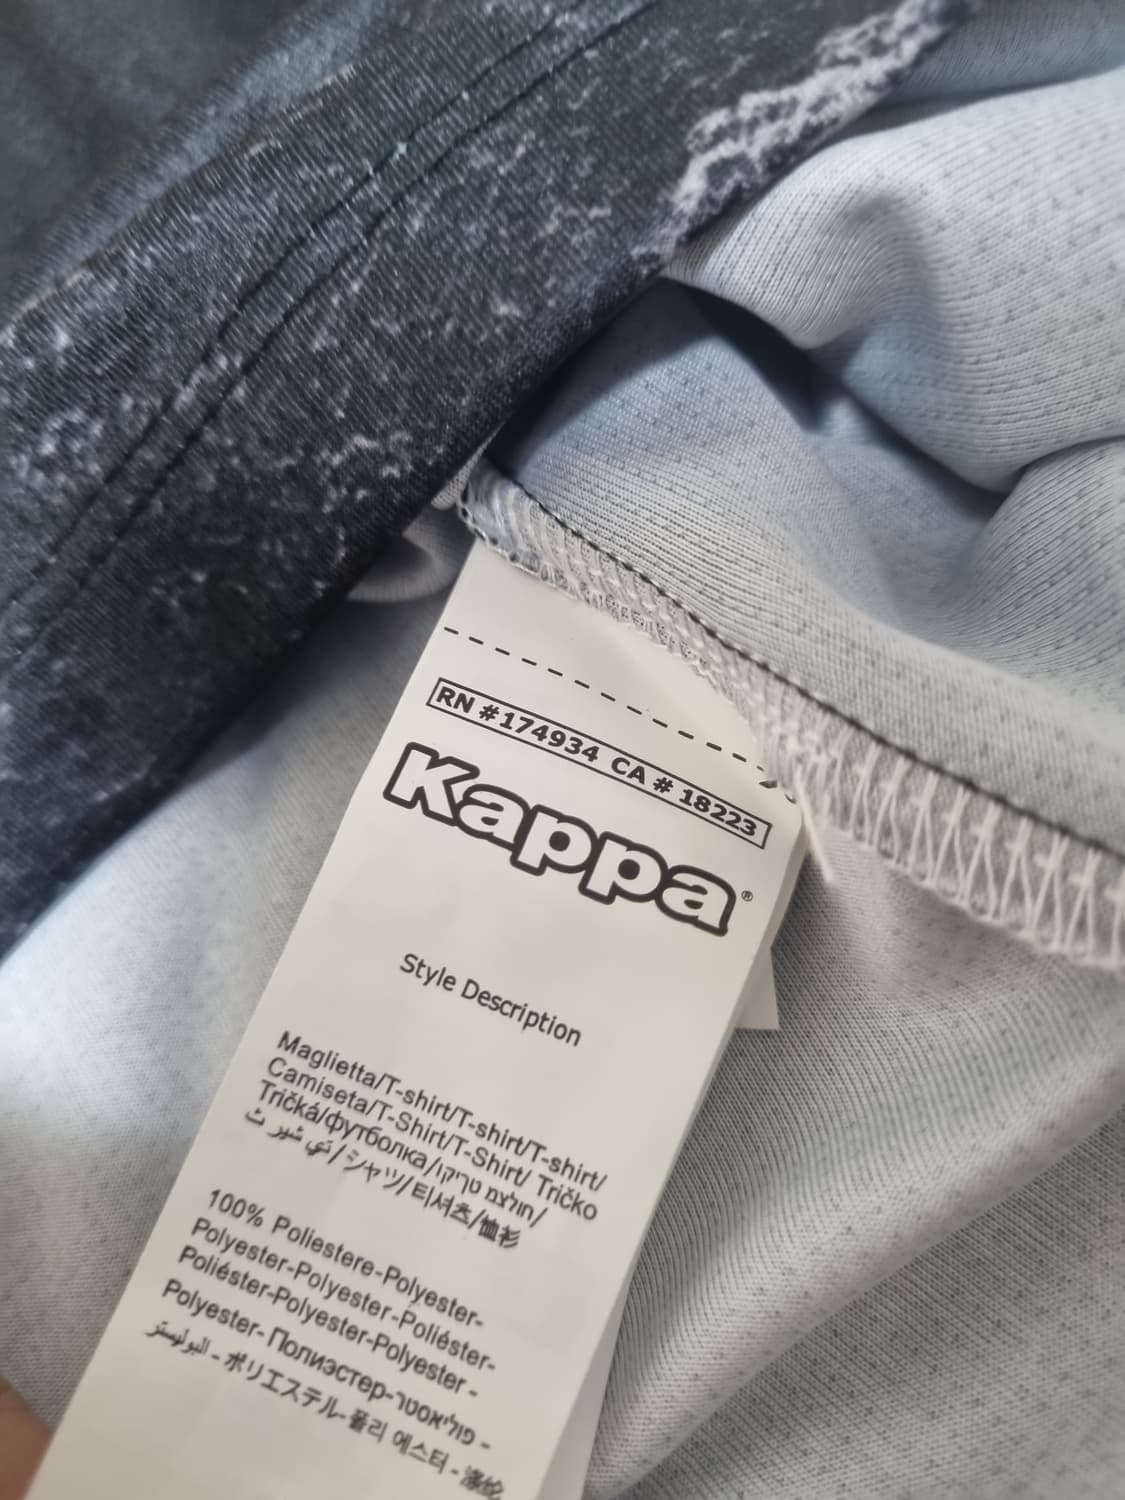 RN #174934 CA # 18223
Kappa®
Style Description
Maglietta/T-shirt/T-shirt/T-shirt/
Camiseta/T-Shirt/T-Shirt/ Tričko
Tričká/футболка/חולצמ טריקו/
تي شير ث/シャツ/티셔츠/恤衫
100% Poliestere-Polyester-
Polyester-Polyester-Poliéster-
Poliéster-Polyester-Polyester-
Polyester- Полиэстер-פוליאסטר -
البوليستر - ポリエステル-폴리 에스터 - 涤纶